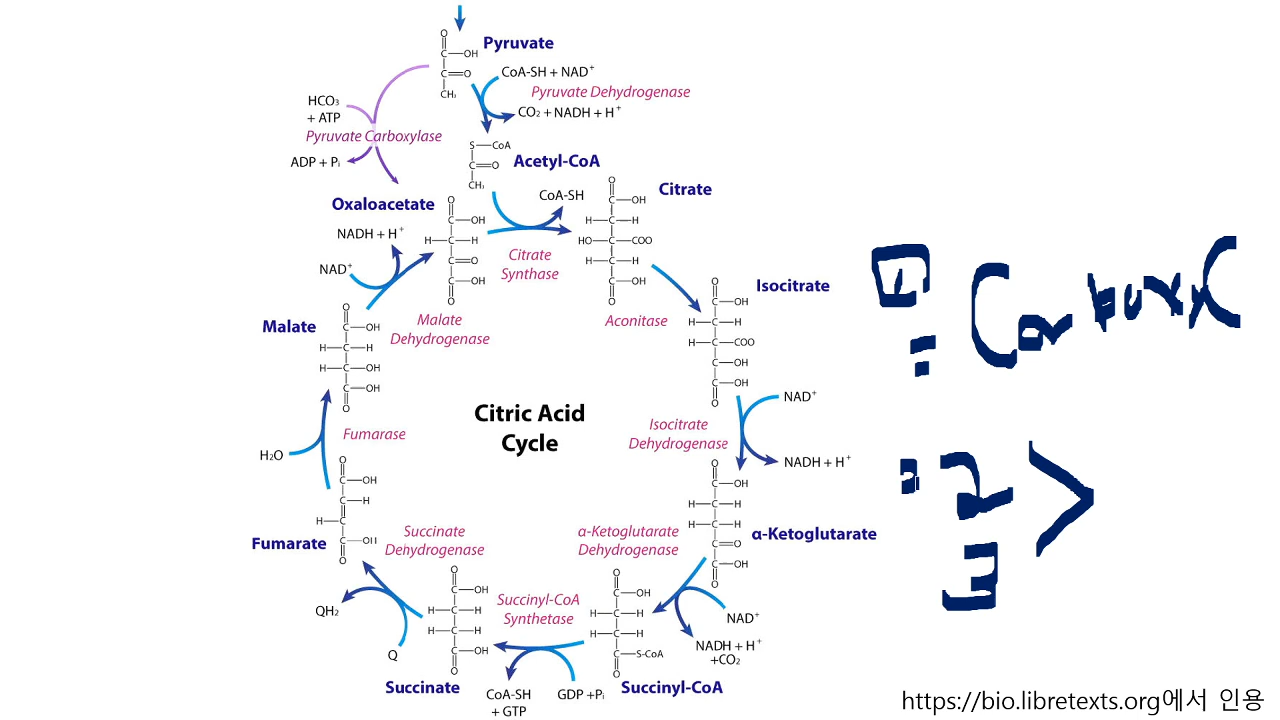 Pyruvate
CoA-SH + NAD⁺
Pyruvate Dehydrogenase
CO₂ + NADH + H⁺
HCO₃
+ ATP
Pyruvate Carboxylase
ADP + Pᵢ
Acetyl-CoA
Oxaloacetate
CoA-SH
Citrate
NADH + H⁺
NAD⁺
Citrate
Synthase
Malate
Malate
Dehydrogenase
Aconitase
Isocitrate
Citric Acid
Cycle
Isocitrate
Dehydrogenase
NAD⁺
NADH + H⁺
Fumarase
H₂O
Fumarate
Succinate
Dehydrogenase
α-Ketoglutarate
Dehydrogenase
α-Ketoglutarate
QH₂
Q
Succinyl-CoA
Synthetase
NAD⁺
NADH + H⁺
+CO₂
Succinate
CoA-SH
+ GTP
GDP +Pᵢ
Succinyl-CoA
https://bio.libretexts.org에서 인용